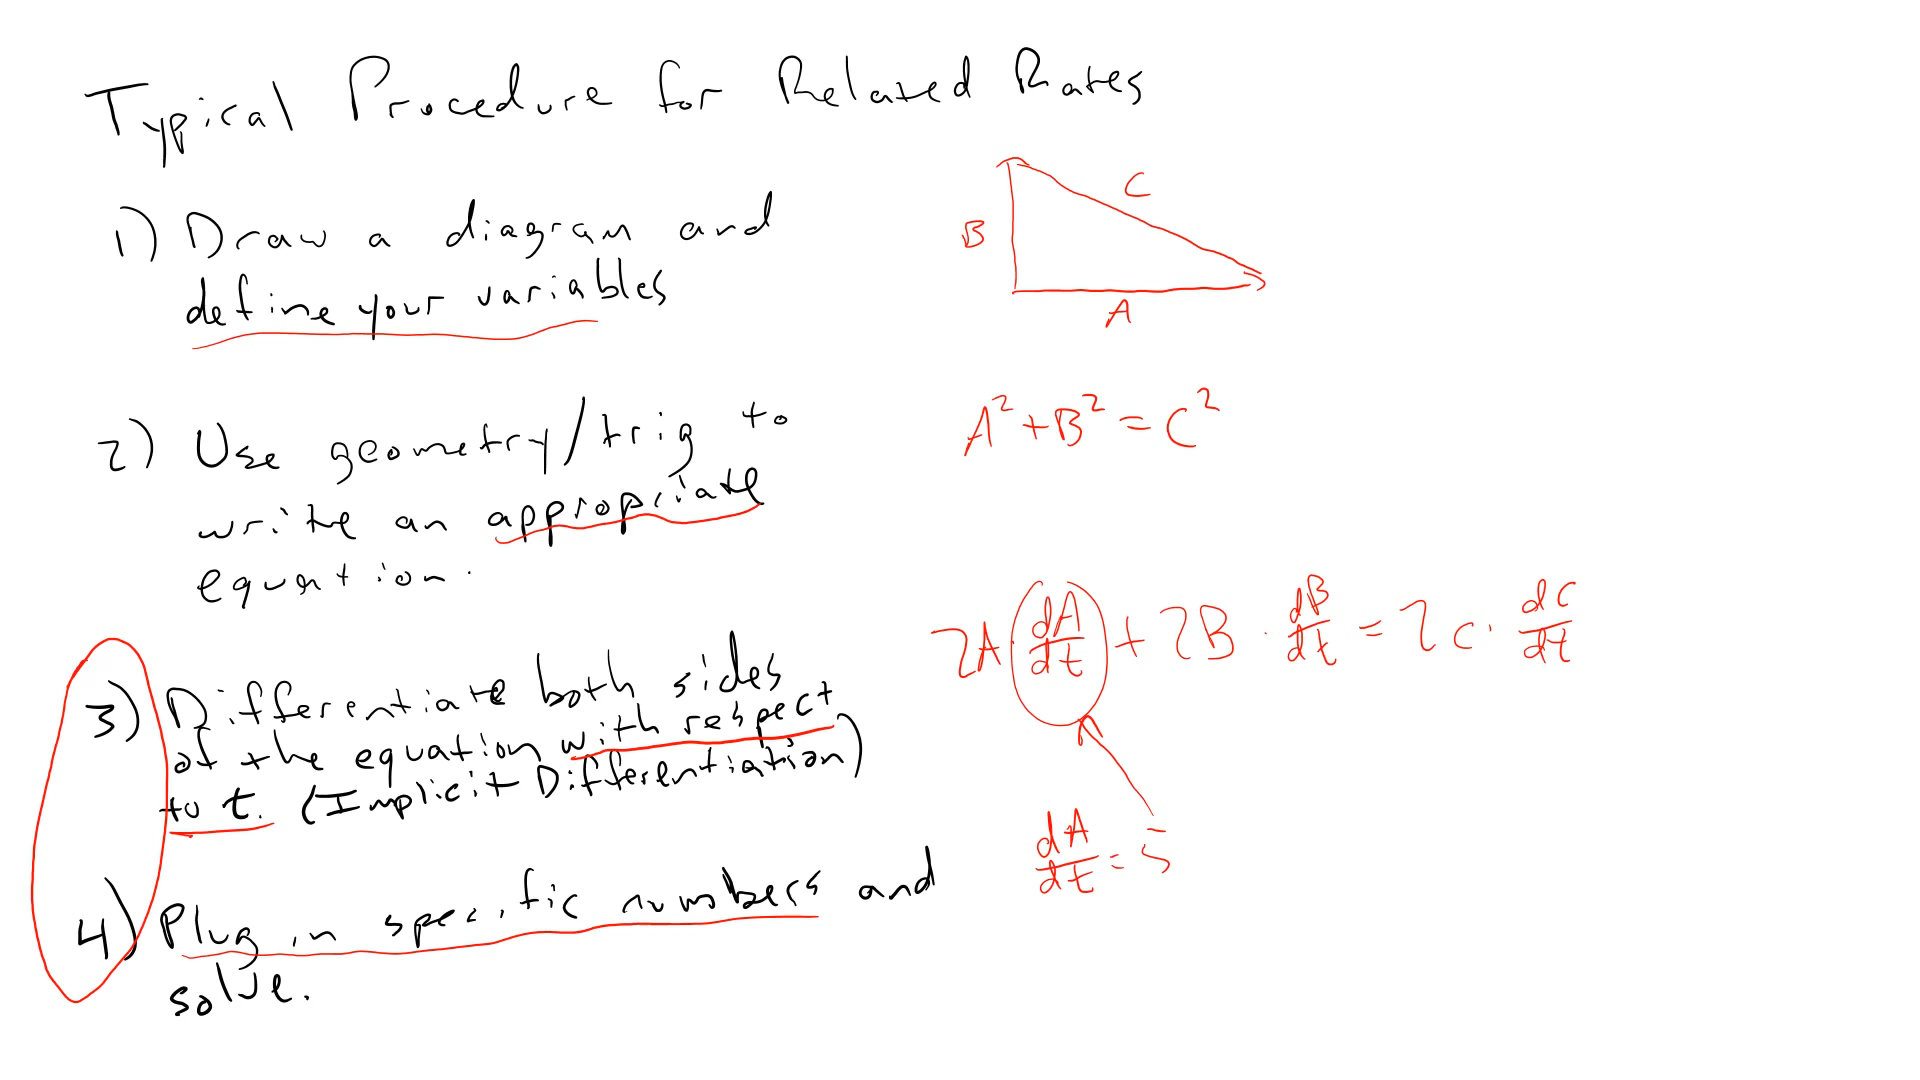 Typical Procedure for Related Rates
1) Draw a diagram and
define your variables
C
B
A
2) Use geometry/trig to
write an appropriate
equation.
A² + B² = C²
3) Differentiate both sides
of the equation with respect
to t. (Implicit Differentiation)
2A · dA/dt + 2B · dB/dt = 2C · dC/dt
4) Plug in specific numbers and
solve.
dA/dt = 5